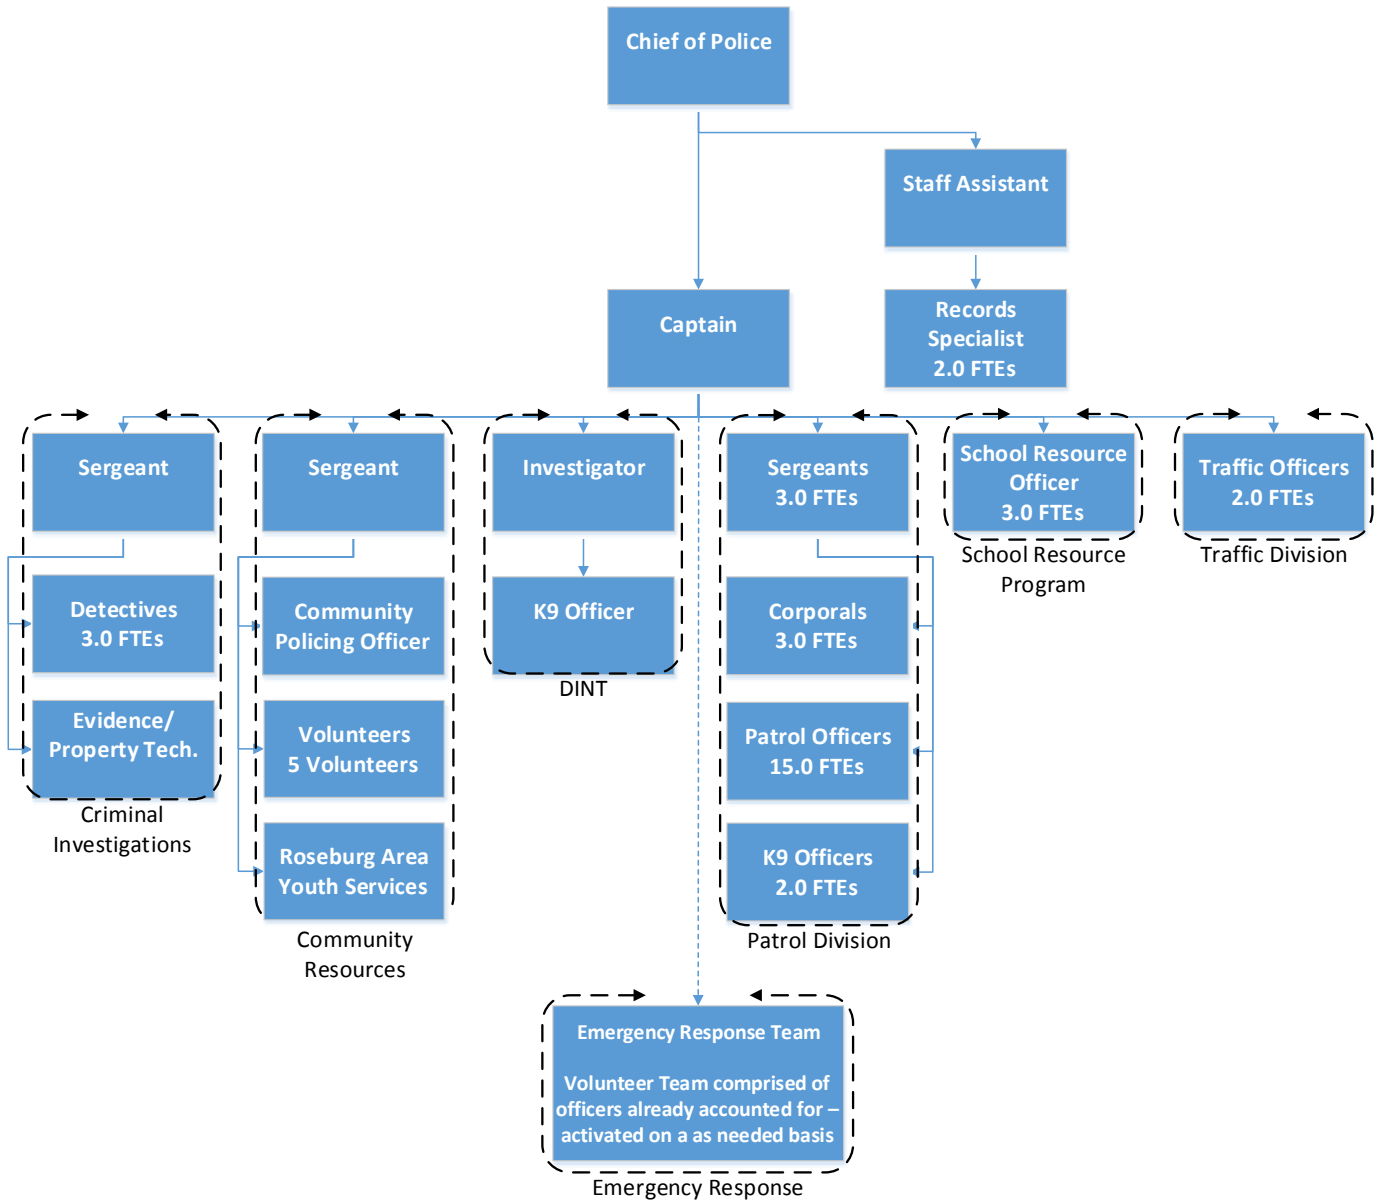 Chief of Police
Staff Assistant
Captain
Records
Specialist
2.0 FTEs
Sergeant
Sergeant
Investigator
Sergeants
3.0 FTEs
School Resource
Officer
3.0 FTEs
Traffic Officers
2.0 FTEs
School Resource
Program
Traffic Division
Detectives
3.0 FTEs
Community
Policing Officer
K9 Officer
Corporals
3.0 FTEs
DINT
Evidence/
Property Tech.
Volunteers
5 Volunteers
Patrol Officers
15.0 FTEs
Criminal
Investigations
Roseburg Area
Youth Services
K9 Officers
2.0 FTEs
Community
Resources
Patrol Division
Emergency Response Team
Volunteer Team comprised of
officers already accounted for –
activated on a as needed basis
Emergency Response